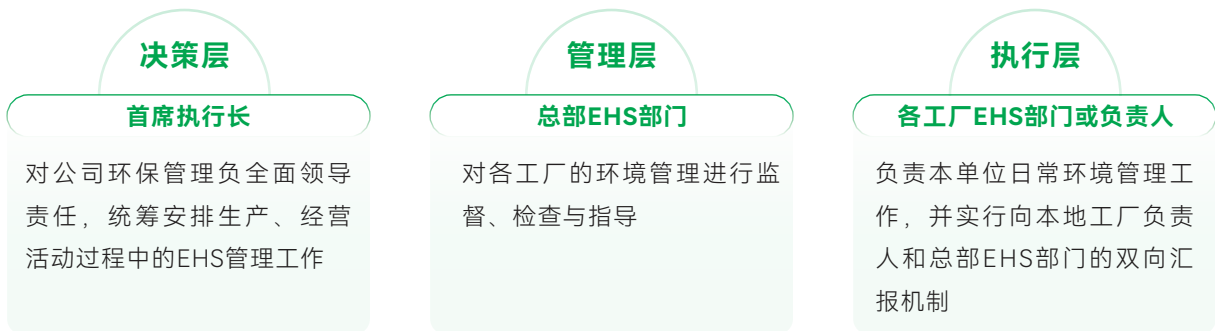 决策层
首席执行长
对公司环保管理负全面领导
责任，统筹安排生产、经营
活动过程中的EHS管理工作
管理层
总部EHS部门
对各工厂的环境管理进行监
督、检查与指导
执行层
各工厂EHS部门或负责人
负责本单位日常环境管理工
作，并实行向本地工厂负责
人和总部EHS部门的双向汇
报机制